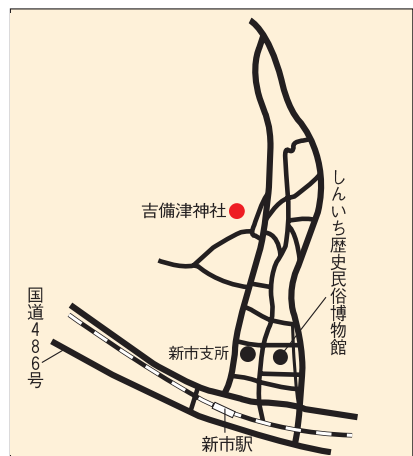 しんいち歴史民俗博物館
吉備津神社
国道486号
新市支所
新市駅